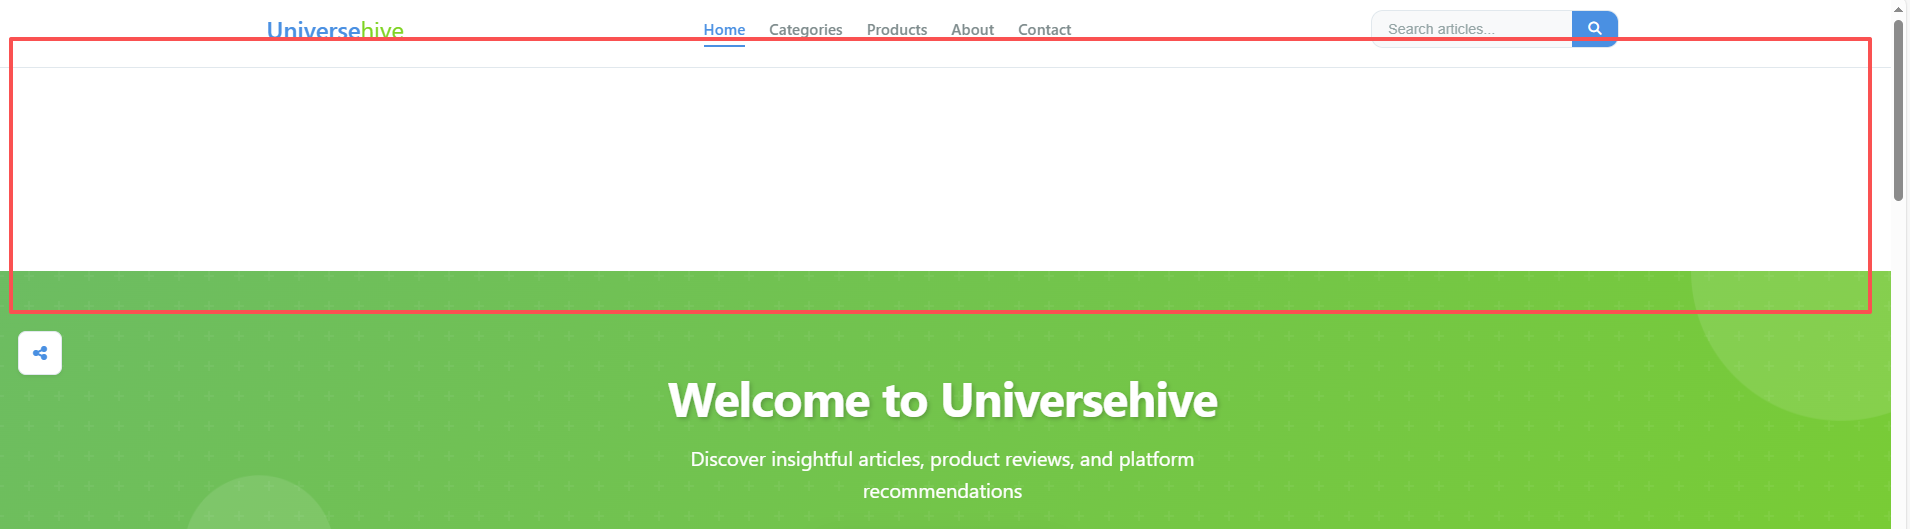 Universehive
Home Categories Products About Contact
Search articles...
Welcome to Universehive
Discover insightful articles, product reviews, and platform
recommendations